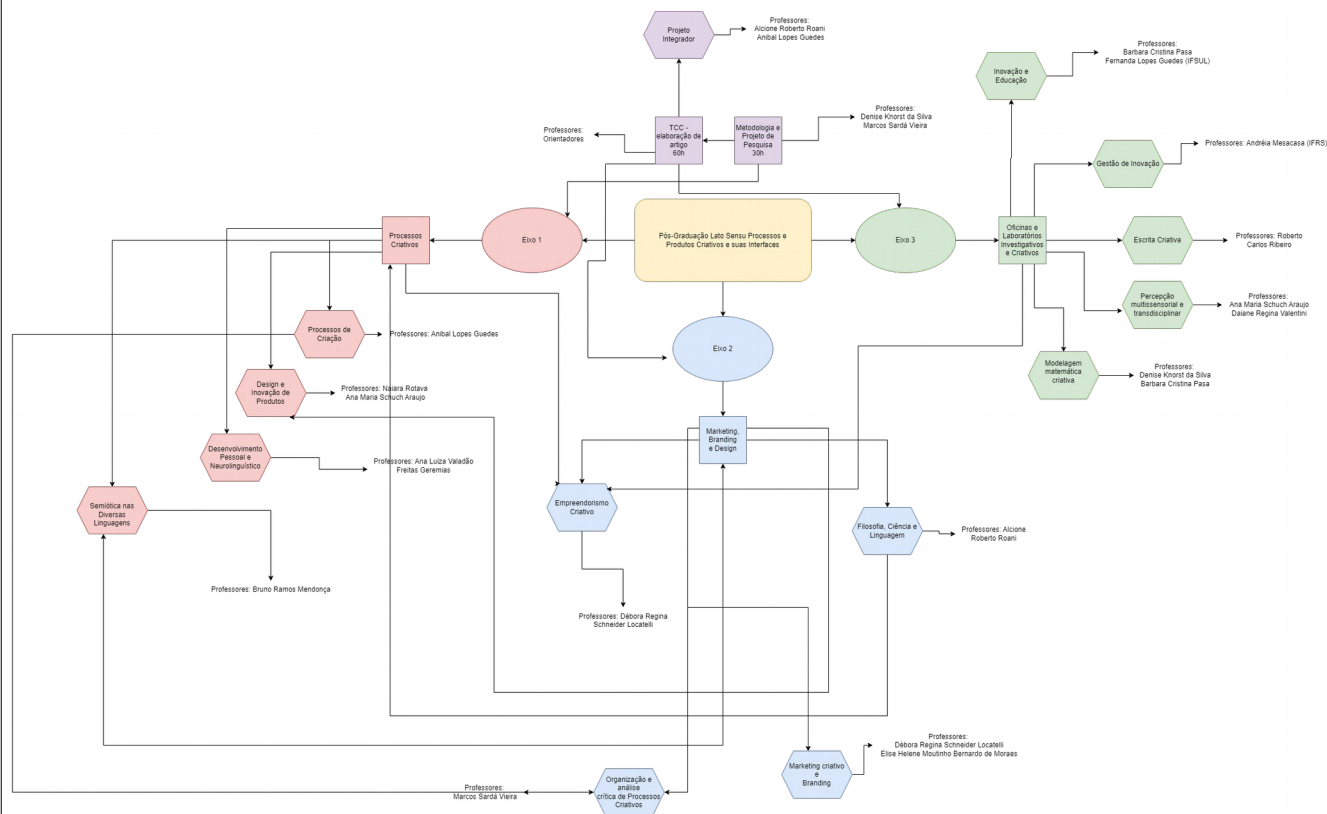 Projeto
Integrador
Professores:
Alcione Roberto Roani
Anibal Lopes Guedes
Professores:
Barbara Cristina Pasa
Fernanda Lopes Guedes (IFSUL)
Inovação e
Educação
Professores:
Denise Knorst da Silva
Marcos Sardá Vieira
Professores:
Orientadores
TCC -
elaboração de
artigo
60h
Metodologia e
Projeto de
Pesquisa
30h
Gestão de Inovação
Professores: Andréia Mesacasa (IFRS)
Processos
Criativos
Eixo 1
Pós-Graduação Lato Sensu Processos e
Produtos Criativos e suas Interfaces
Eixo 3
Oficinas e
Laboratórios
Investigativos
e Criativos
Escrita Criativa
Professores: Roberto
Carlos Ribeiro
Percepção
multissensorial e
transdisciplinar
Professores:
Ana Maria Schuch Araujo
Daiane Regina Valentini
Processos de
Criação
Professores: Anibal Lopes Guedes
Eixo 2
Modelagem
matemática
criativa
Professores:
Denise Knorst da Silva
Barbara Cristina Pasa
Design e
Inovação de
Produtos
Professores: Naiara Rotava
Ana Maria Schuch Araujo
Marketing,
Branding
e Design
Desenvolvimento
Pessoal e
Neurolinguístico
Professores: Ana Luiza Valadão
Freitas Geremias
Semiótica nas
Diversas
Linguagens
Empreendorismo
Criativo
Filosofia, Ciência e
Linguagem
Professores: Alcione
Roberto Roani
Professores: Bruno Ramos Mendonça
Professores: Débora Regina
Schneider Locatelli
Professores:
Débora Regina Schneider Locatelli
Elise Helene Moutinho Bernardo de Moraes
Marketing criativo
e
Branding
Professores:
Marcos Sardá Vieira
Organização e
análise
crítica de Processos
Criativos